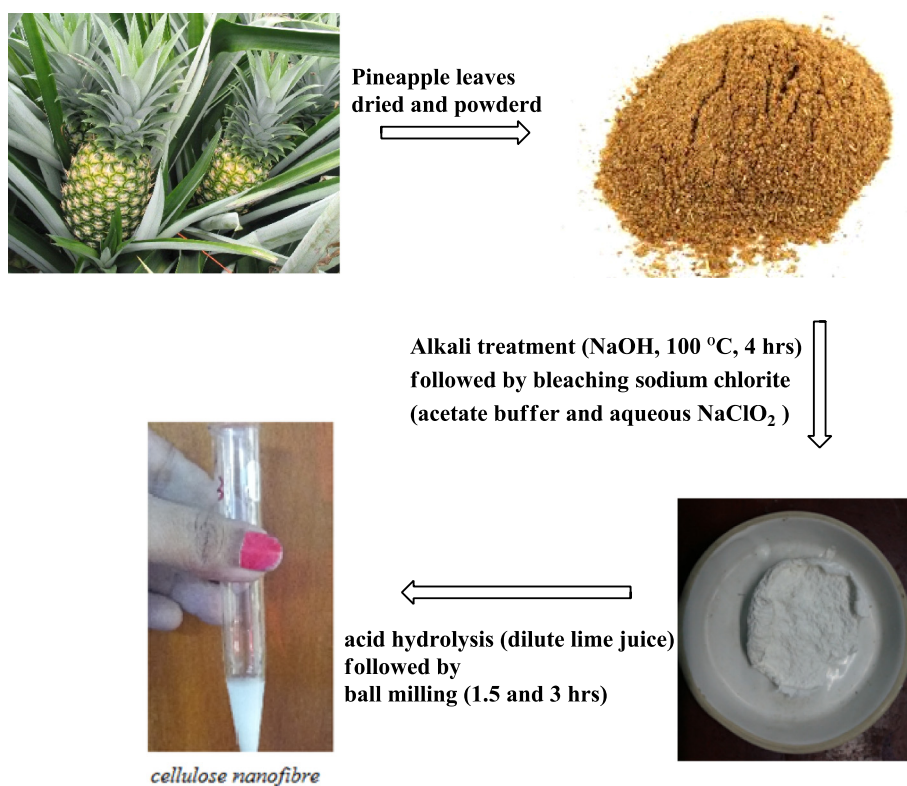 Pineapple leaves
dried and powderd
Alkali treatment (NaOH, 100 °C, 4 hrs)
followed by bleaching sodium chlorite
(acetate buffer and aqueous NaClO₂ )
acid hydrolysis (dilute lime juice)
followed by
ball milling (1.5 and 3 hrs)
cellulose nanofibre